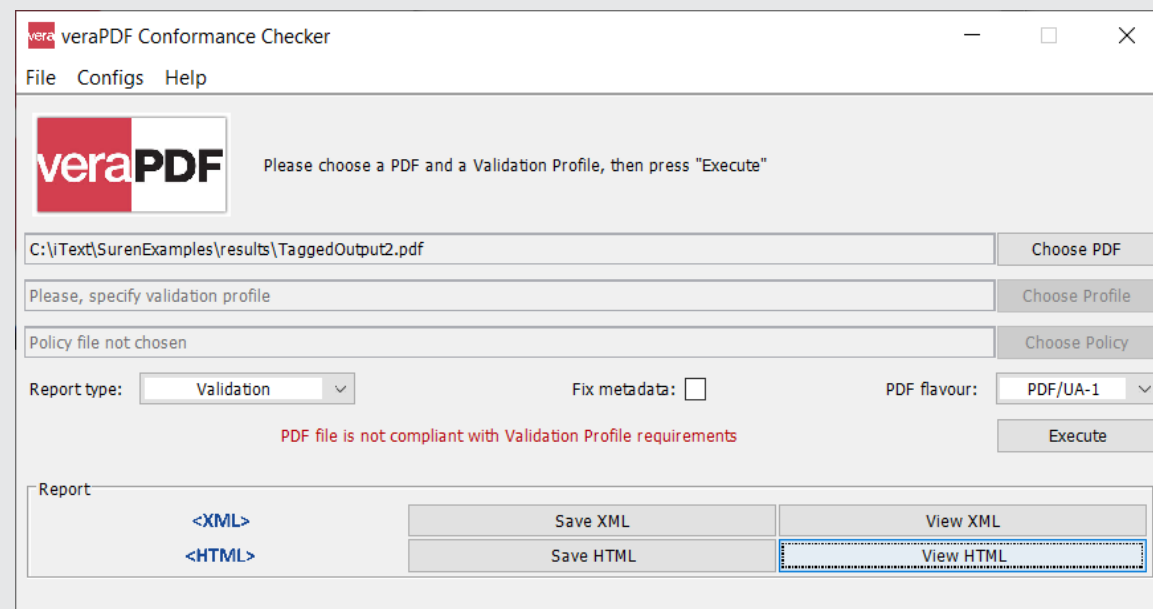 vera veraPDF Conformance Checker
File Configs Help
veraPDF
Please choose a PDF and a Validation Profile, then press "Execute"
C:\iText\SurenExamples\results\TaggedOutput2.pdf Choose PDF
Please, specify validation profile Choose Profile
Policy file not chosen Choose Policy
Report type: Validation Fix metadata: PDF flavour: PDF/UA-1
PDF file is not compliant with Validation Profile requirements Execute
Report
<XML> Save XML View XML
<HTML> Save HTML View HTML